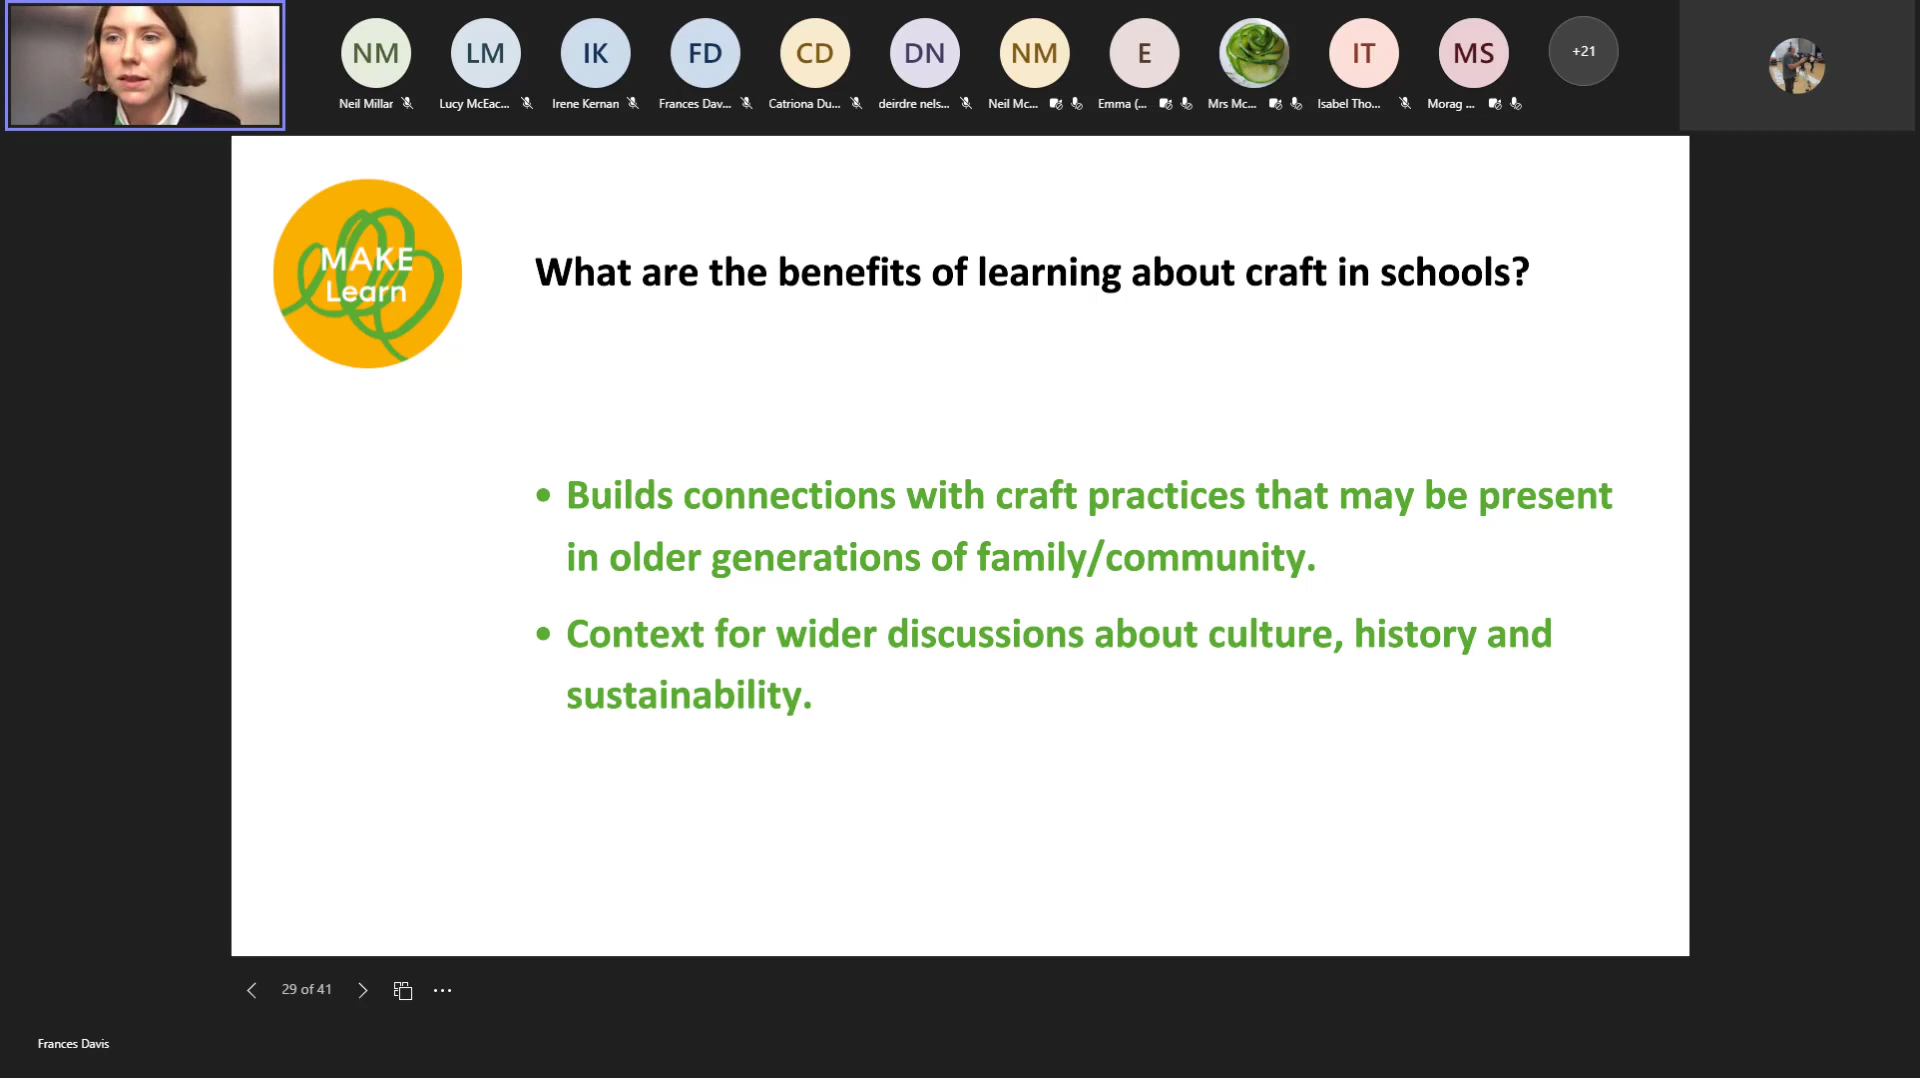 NM
LM
IK
FD
CD
DN
NM
E
IT
MS
+21
Neil Millar
Lucy McEac...
Irene Kernan
Frances Dav...
Catriona Du...
deirdre nels...
Neil Mc...
Emma (...
Mrs Mc...
Isabel Tho...
Morag ...
MAKE
Learn
What are the benefits of learning about craft in schools?
• Builds connections with craft practices that may be present
in older generations of family/community.
• Context for wider discussions about culture, history and
sustainability.
29 of 41
Frances Davis